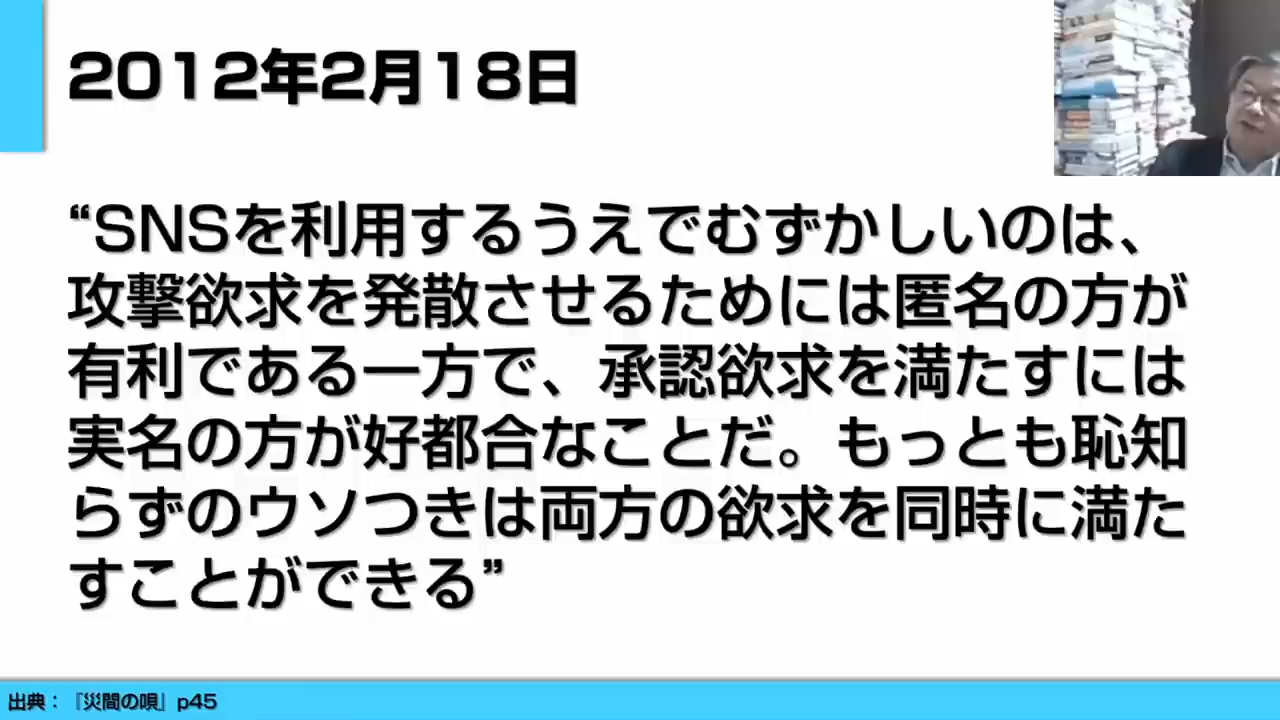 2012年2月18日
“SNSを利用するうえでむずかしいのは、
攻撃欲求を発散させるためには匿名の方が
有利である一方で、承認欲求を満たすには
実名の方が好都合なことだ。もっとも恥知
らずのウソつきは両方の欲求を同時に満た
すことができる”
出典：『災間の唄』p45